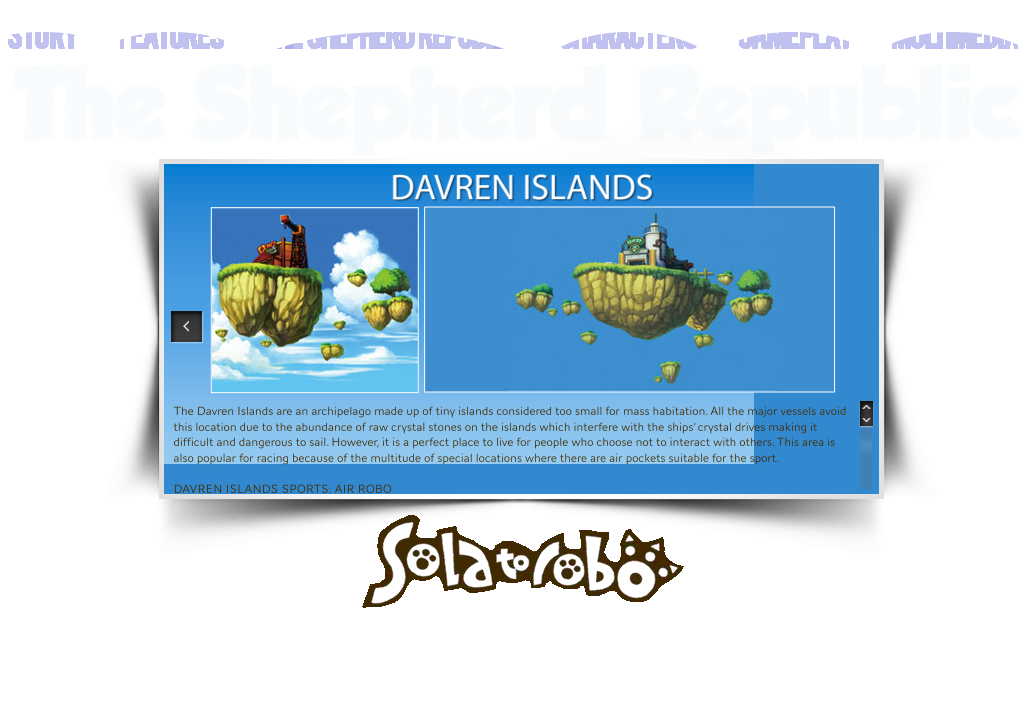 STORY FEATURES THE SHEPHERD REPUBLIC CHARACTERS GAMEPLAY MULTIMEDIA
The Shepherd Republic
DAVREN ISLANDS
The Davren Islands are an archipelago made up of tiny islands considered too small for mass habitation. All the major vessels avoid
this location due to the abundance of raw crystal stones on the islands which interfere with the ships' crystal drives making it
difficult and dangerous to sail. However, it is a perfect place to live for people who choose not to interact with others. This area is
also popular for racing because of the multitude of special locations where there are air pockets suitable for the sport.
DAVREN ISLANDS SPORTS: AIR ROBO
Solatorobo